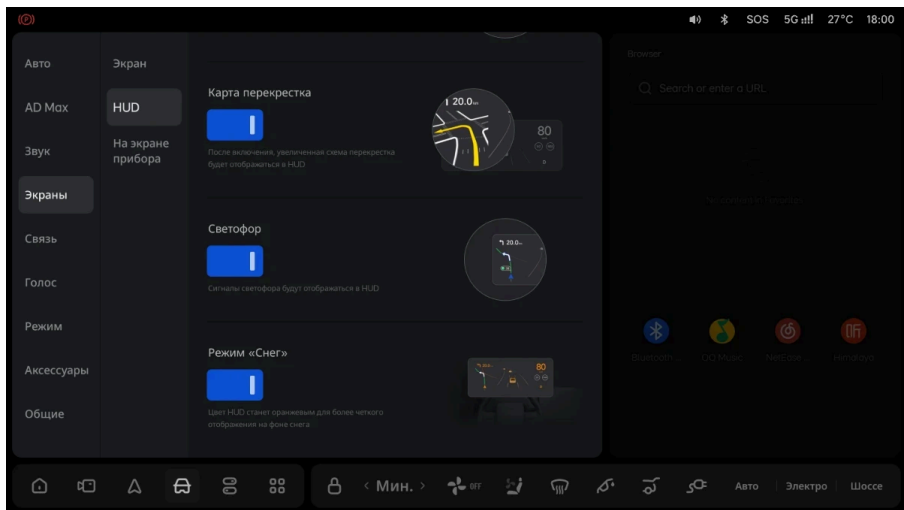 SOS 5G 27°C 18:00
Авто
AD Max
Звук
Экраны
Связь
Голос
Режим
Аксессуары
Общие
Экран
HUD
На экране
прибора
Карта перекрестка
После включения, увеличенная схема перекрестка
будет отображаться в HUD
20.0
80
Светофор
Сигналы светофора будут отображаться в HUD
20.0
Режим «Снег»
Цвет HUD станет оранжевым для более четкого
отображения на фоне снега
80
Browser
Search or enter a URL
Bluetooth
QQ Music
NetEase
Himalaya
< Мин. >
OFF
Авто
Электро
Шоссе